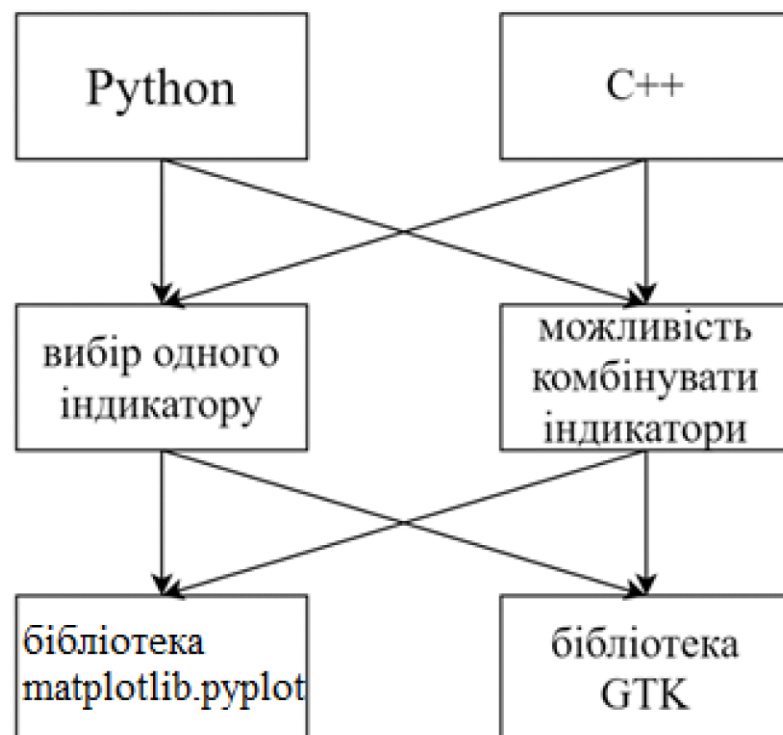 Python
C++
вибір одного
індикатору
можливість
комбінувати
індикатори
бібліотека
matplotlib.pyplot
бібліотека
GTK